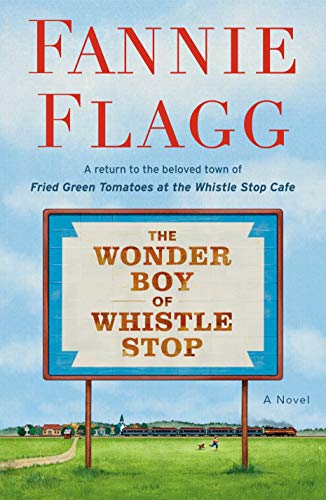 FANNIE
FLAGG
A return to the beloved town of
Fried Green Tomatoes at the Whistle Stop Cafe
THE
WONDER
BOY
OF
WHISTLE
STOP
A Novel